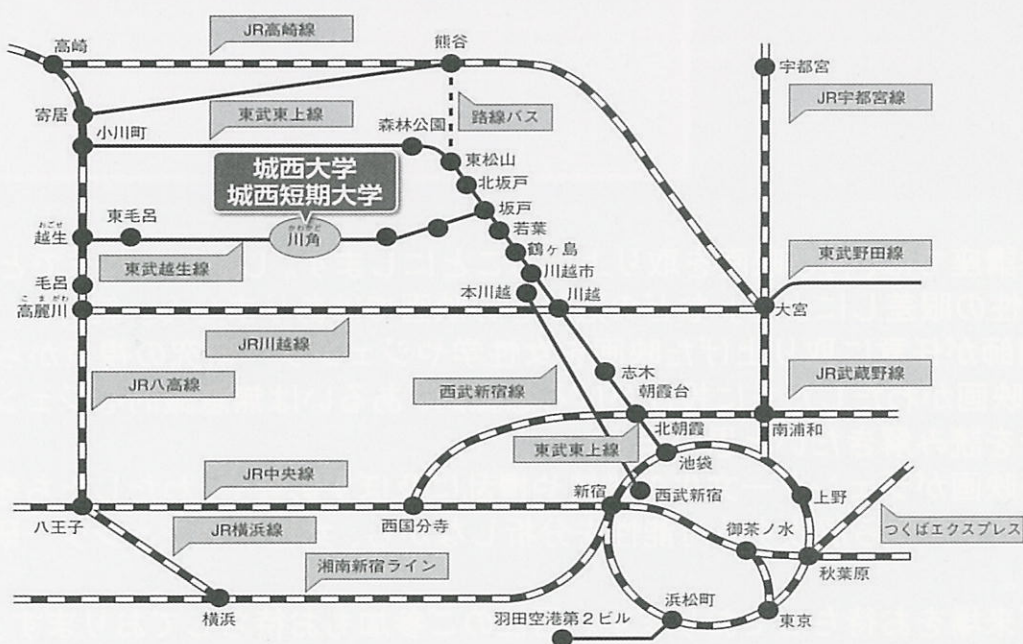 JR高崎線
高崎
熊谷
宇都宮
JR宇都宮線
寄居
東武東上線
路線バス
小川町
森林公園
東松山
城西大学
城西短期大学
北坂戸
坂戸
おごせ
越生
東毛呂
かわかど
川角
若葉
鶴ヶ島
東武越生線
川越市
東武野田線
毛呂
本川越
川越
こまがわ
高麗川
大宮
JR川越線
志木
JR八高線
西武新宿線
朝霞台
JR武蔵野線
北朝霞
南浦和
東武東上線
池袋
JR中央線
新宿
西武新宿
上野
八王子
西国分寺
御茶ノ水
つくばエクスプレス
JR横浜線
秋葉原
湘南新宿ライン
横浜
羽田空港第2ビル
浜松町
東京